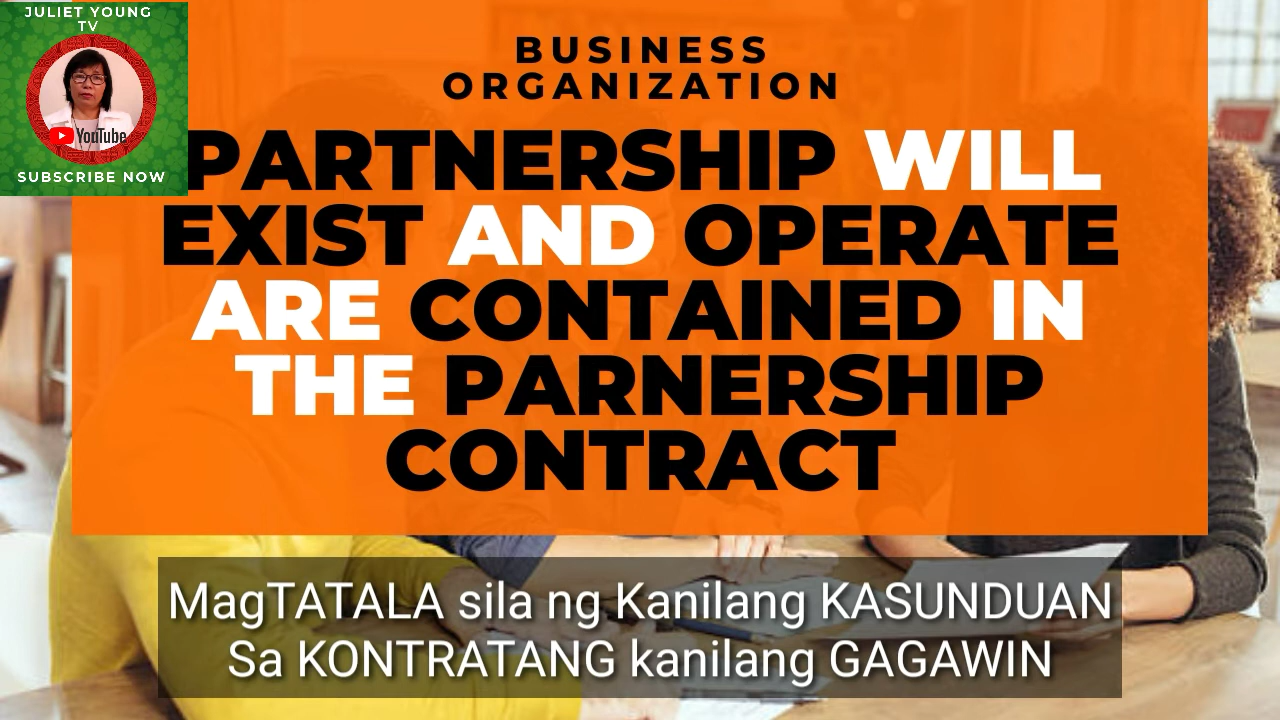 JULIET YOUNG
TV
YouTube
SUBSCRIBE NOW
BUSINESS
ORGANIZATION
PARTNERSHIP WILL
EXIST AND OPERATE
ARE CONTAINED IN
THE PARNERSHIP
CONTRACT
MagTATALA sila ng Kanilang KASUNDUAN
Sa KONTRATANG kanilang GAGAWIN